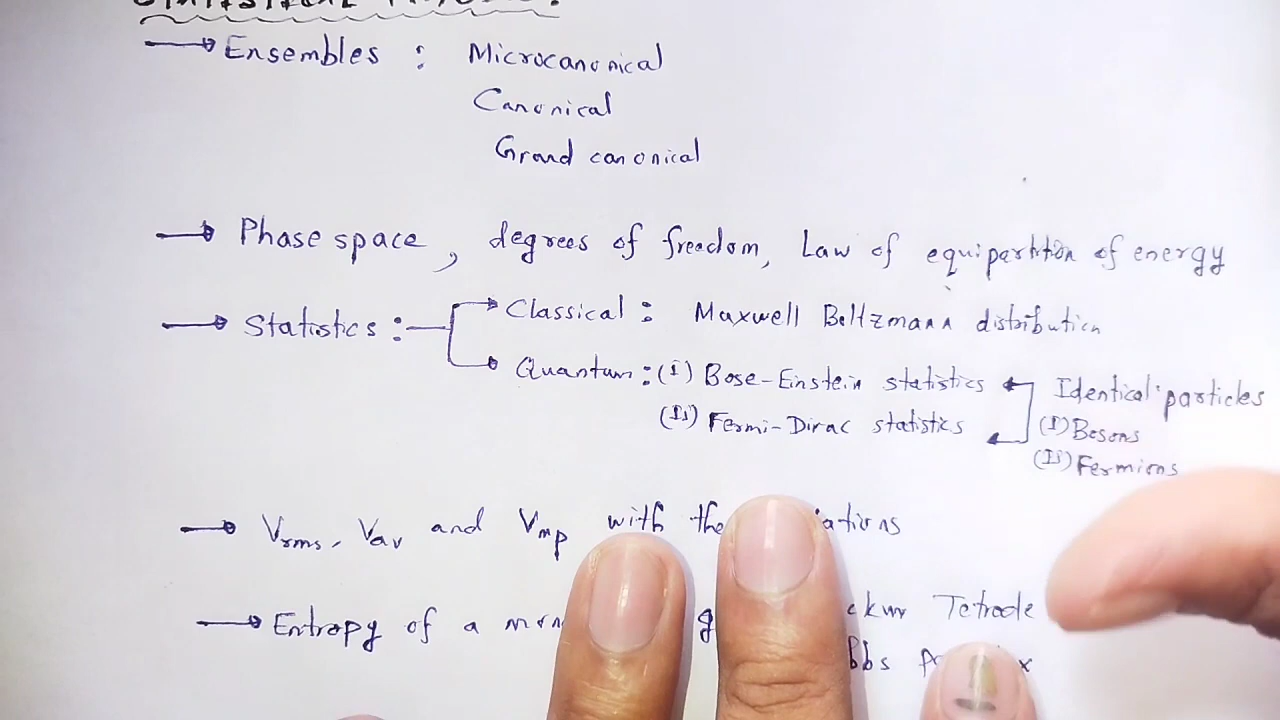 → Ensembles : Microcanonical
Canonical
Grand canonical
→ Phase space, degrees of freedom, Law of equipartition of energy
→ Statistics : → Classical : Maxwell Boltzmann distribution
→ Quantum : (I) Bose-Einstein statistics ← Identical particles
(II) Fermi-Dirac statistics ← (I) Bosons
(II) Fermions
→ Vrms, Vav and Vmp with
→ Entropy of a Tetrode